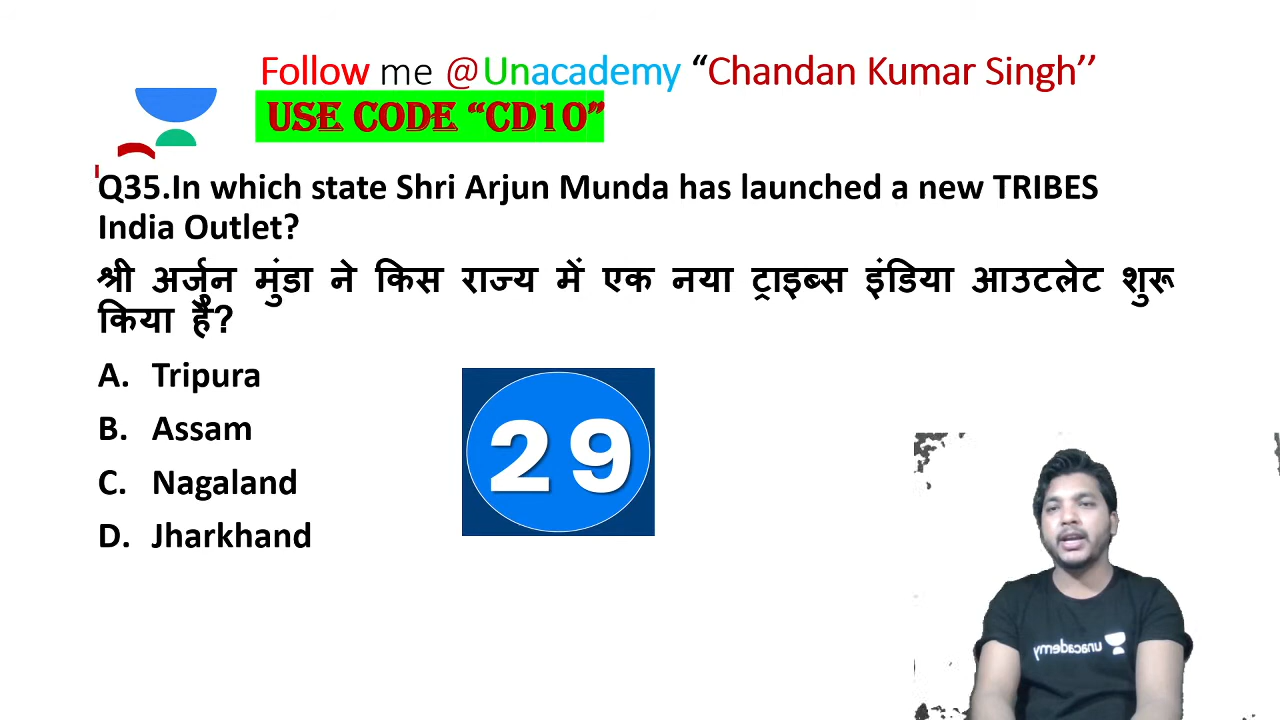 Follow me @Unacademy “Chandan Kumar Singh’’
USE CODE “CD10”
Q35.In which state Shri Arjun Munda has launched a new TRIBES
India Outlet?
श्री अर्जुन मुंडा ने किस राज्य में एक नया ट्राइब्स इंडिया आउटलेट शुरू
किया है?
A. Tripura
B. Assam
C. Nagaland
D. Jharkhand
29
unacademy